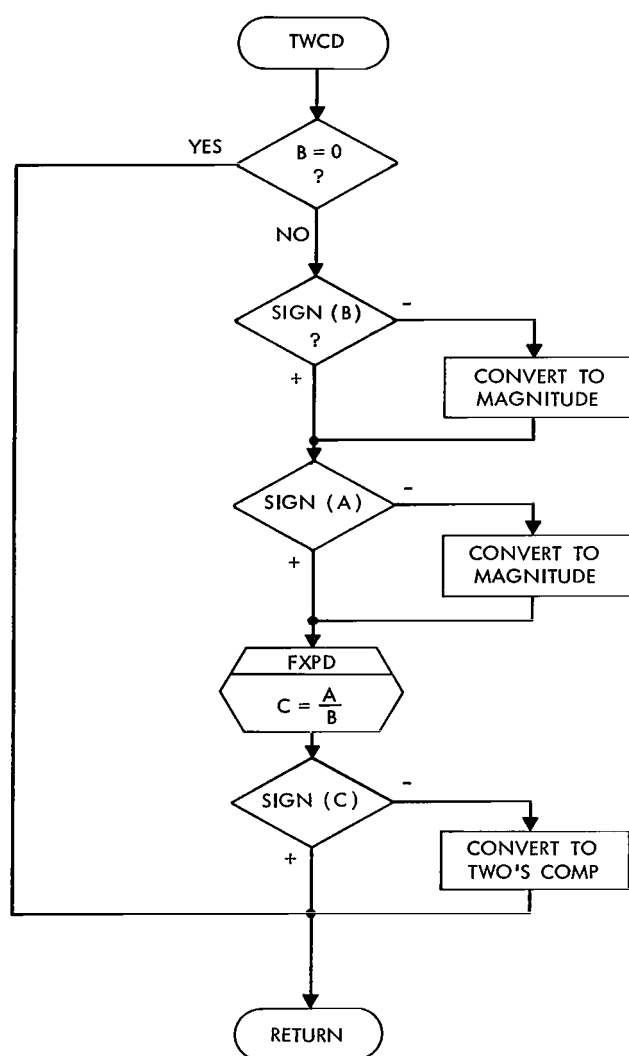 TWCD
YES
B = 0
?
NO
SIGN (B)
?
-
+
CONVERT TO
MAGNITUDE
SIGN (A)
-
+
CONVERT TO
MAGNITUDE
FXPD
C = A
B
SIGN (C)
-
+
CONVERT TO
TWO'S COMP
RETURN